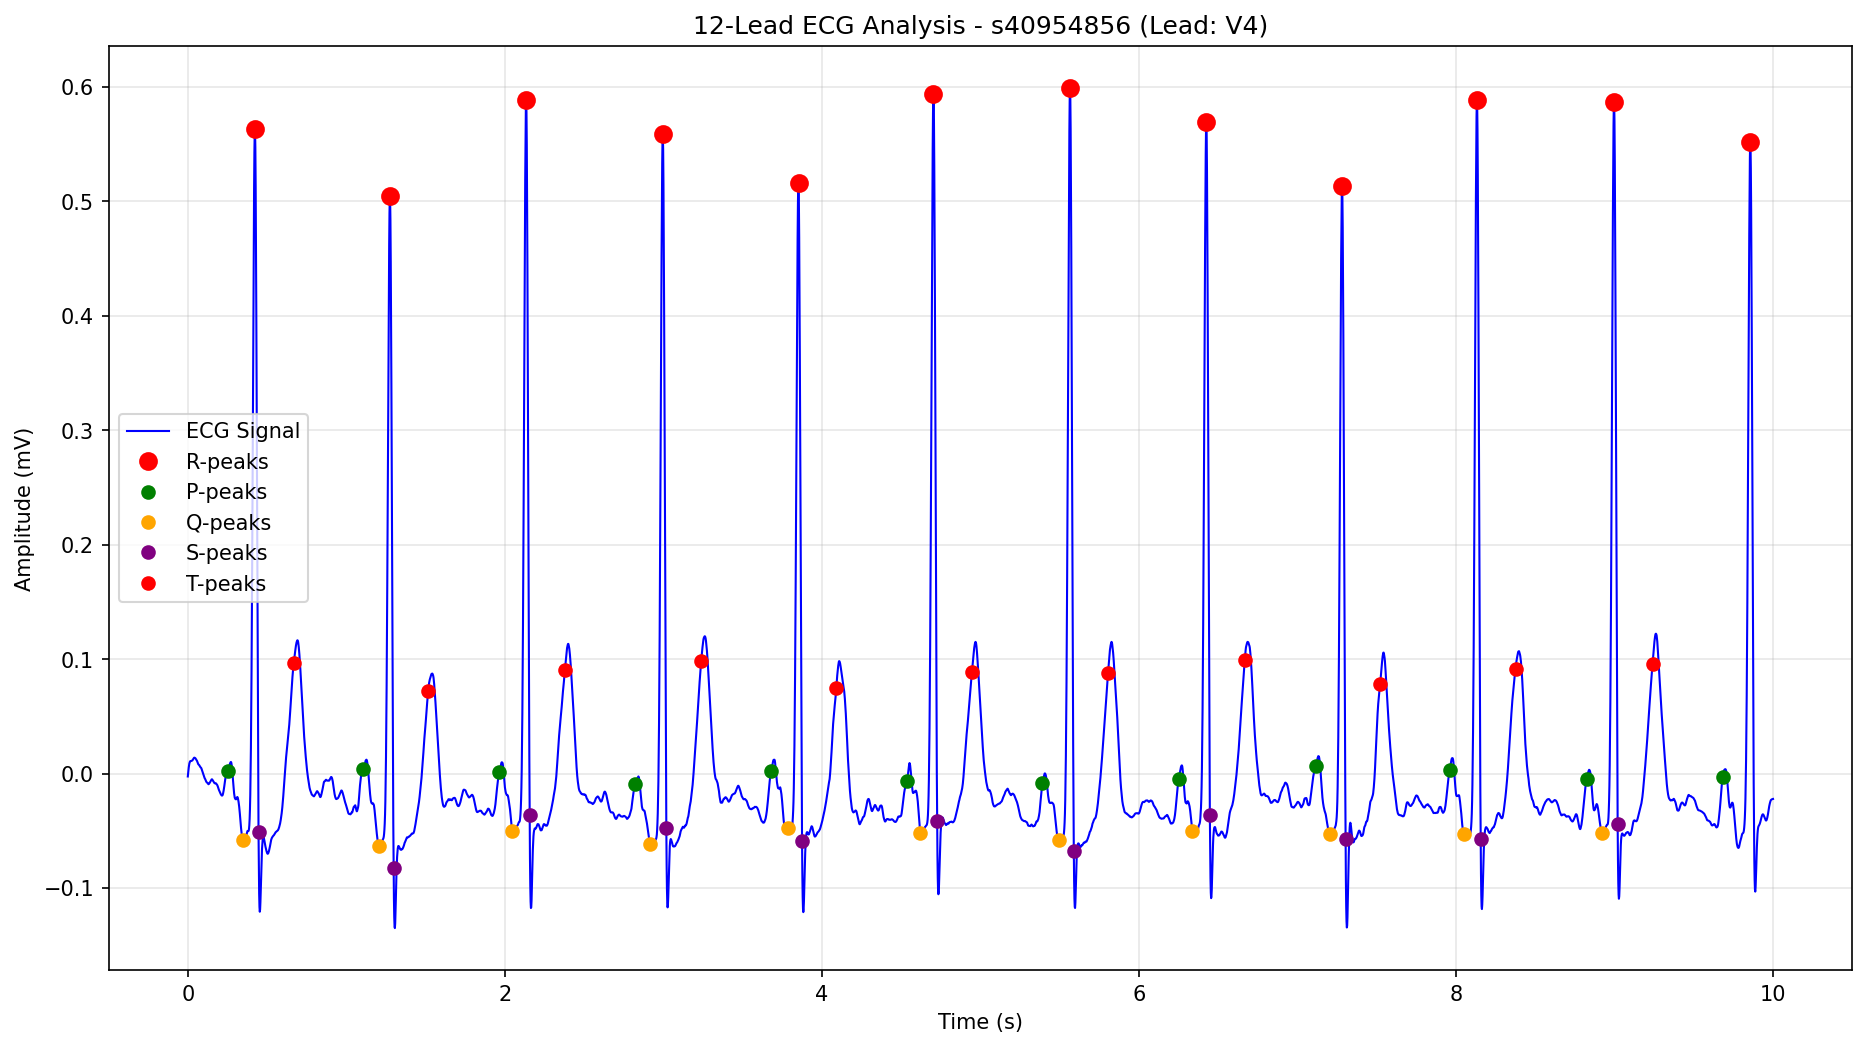 12-Lead ECG Analysis - s40954856 (Lead: V4)
0.6
0.5
0.4
0.3
0.2
0.1
0.0
−0.1
Amplitude (mV)
ECG Signal
R-peaks
P-peaks
Q-peaks
S-peaks
T-peaks
0 2 4 6 8 10
Time (s)